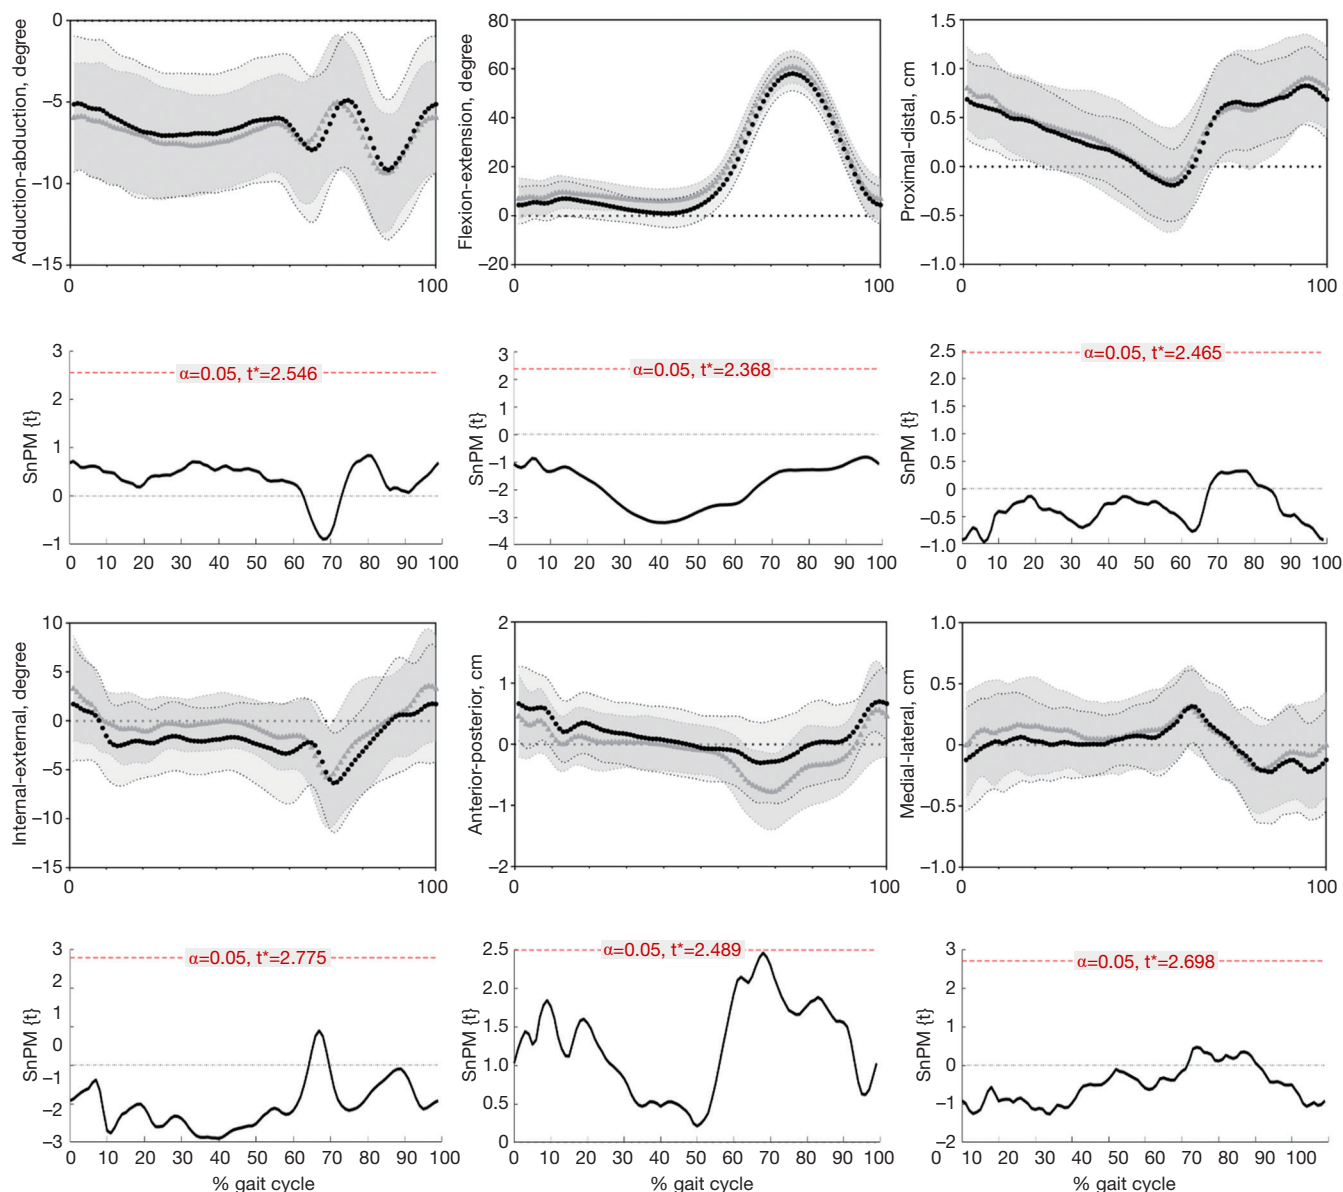 Adduction-abduction, degree
0
−5
−10
−15
0 100
Flexion-extension, degree
80
60
40
20
0
−20
0 100
Proximal-distal, cm
1.5
1.0
0.5
0.0
−0.5
−1.0
0 100
SnPM {t}
3
2
1
0
−1
α=0.05, t*=2.546
0 10 20 30 40 50 60 70 80 90 100
SnPM {t}
3
2
1
0
−1
−2
−3
−4
α=0.05, t*=2.368
0 10 20 30 40 50 60 70 80 90 100
SnPM {t}
2.5
2.0
1.5
1.0
0.5
0
−0.5
−1.0
α=0.05, t*=2.465
0 10 20 30 40 50 60 70 80 90 100
Internal-external, degree
10
5
0
−5
−10
−15
0 100
Anterior-posterior, cm
2
1
0
−1
−2
0 100
Medial-lateral, cm
1.0
0.5
0.0
−0.5
−1.0
0 100
SnPM {t}
3
2
1
0
−1
−2
−3
α=0.05, t*=2.775
0 10 20 30 40 50 60 70 80 90 100
% gait cycle
SnPM {t}
2.5
2.0
1.5
1.0
0.5
0
α=0.05, t*=2.489
0 10 20 30 40 50 60 70 80 90 100
% gait cycle
SnPM {t}
3
2
1
0
−1
−2
α=0.05, t*=2.698
0 10 20 30 40 50 60 70 80 90 100
% gait cycle